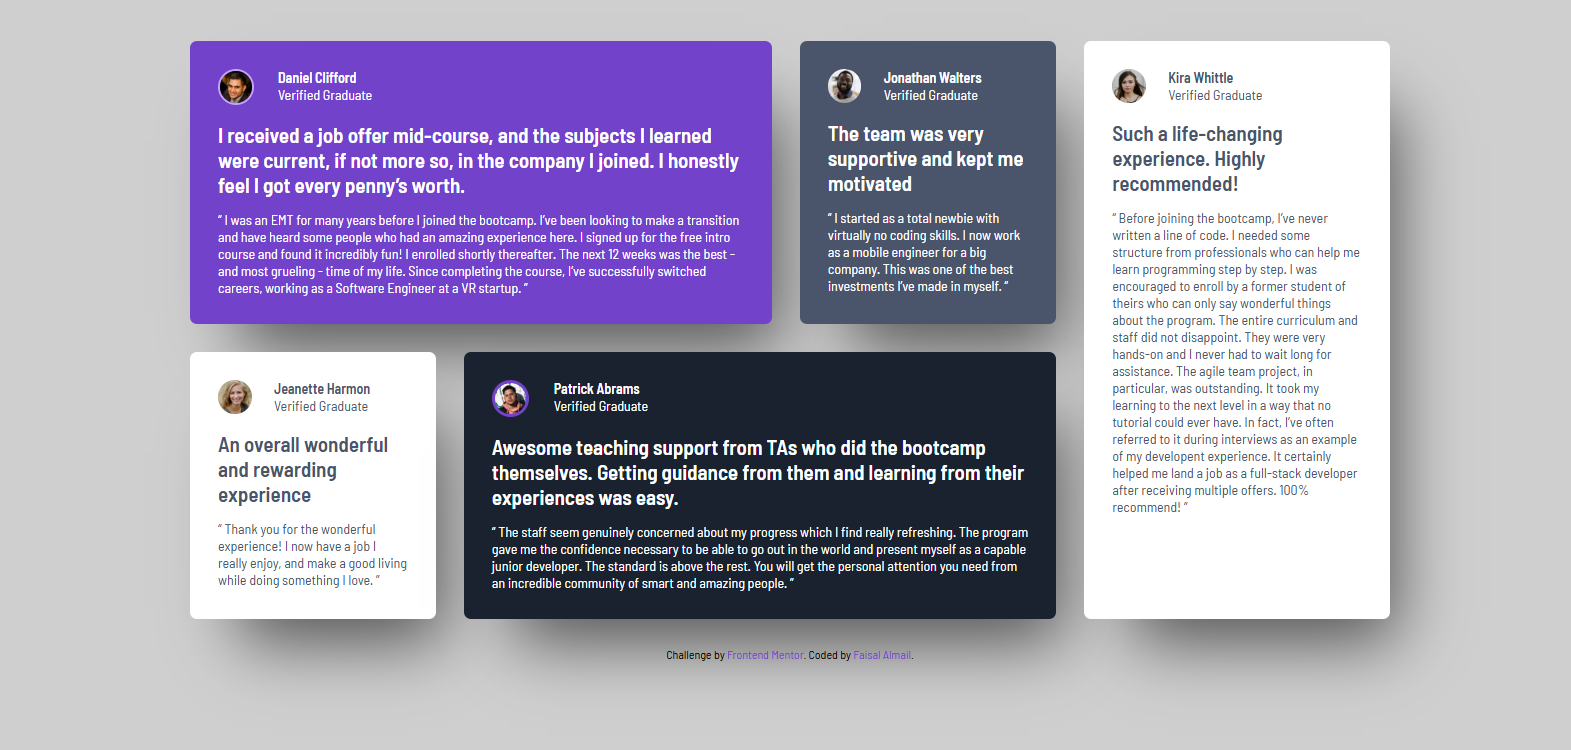 Daniel Clifford
Verified Graduate
I received a job offer mid-course, and the subjects I learned
were current, if not more so, in the company I joined. I honestly
feel I got every penny’s worth.
“ I was an EMT for many years before I joined the bootcamp. I’ve been looking to make a transition
and have heard some people who had an amazing experience here. I signed up for the free intro
course and found it incredibly fun! I enrolled shortly thereafter. The next 12 weeks was the best –
and most grueling – time of my life. Since completing the course, I’ve successfully switched
careers, working as a Software Engineer at a VR startup. ”
Jonathan Walters
Verified Graduate
The team was very
supportive and kept me
motivated
“ I started as a total newbie with
virtually no coding skills. I now work
as a mobile engineer for a big
company. This was one of the best
investments I’ve made in myself. ”
Kira Whittle
Verified Graduate
Such a life-changing
experience. Highly
recommended!
“ Before joining the bootcamp, I’ve never
written a line of code. I needed some
structure from professionals who can help me
learn programming step by step. I was
encouraged to enroll by a former student of
theirs who can only say wonderful things
about the program. The entire curriculum and
staff did not disappoint. They were very
hands-on and I never had to wait long for
assistance. The agile team project, in
particular, was outstanding. It took my
learning to the next level in a way that no
tutorial could ever have. In fact, I’ve often
referred to it during interviews as an example
of my developent experience. It certainly
helped me land a job as a full-stack developer
after receiving multiple offers. 100%
recommend! ”
Jeanette Harmon
Verified Graduate
An overall wonderful
and rewarding
experience
“ Thank you for the wonderful
experience! I now have a job I
really enjoy, and make a good living
while doing something I love. ”
Patrick Abrams
Verified Graduate
Awesome teaching support from TAs who did the bootcamp
themselves. Getting guidance from them and learning from their
experiences was easy.
“ The staff seem genuinely concerned about my progress which I find really refreshing. The program
gave me the confidence necessary to be able to go out in the world and present myself as a capable
junior developer. The standard is above the rest. You will get the personal attention you need from
an incredible community of smart and amazing people. ”
Challenge by Frontend Mentor. Coded by Faisal Almail.